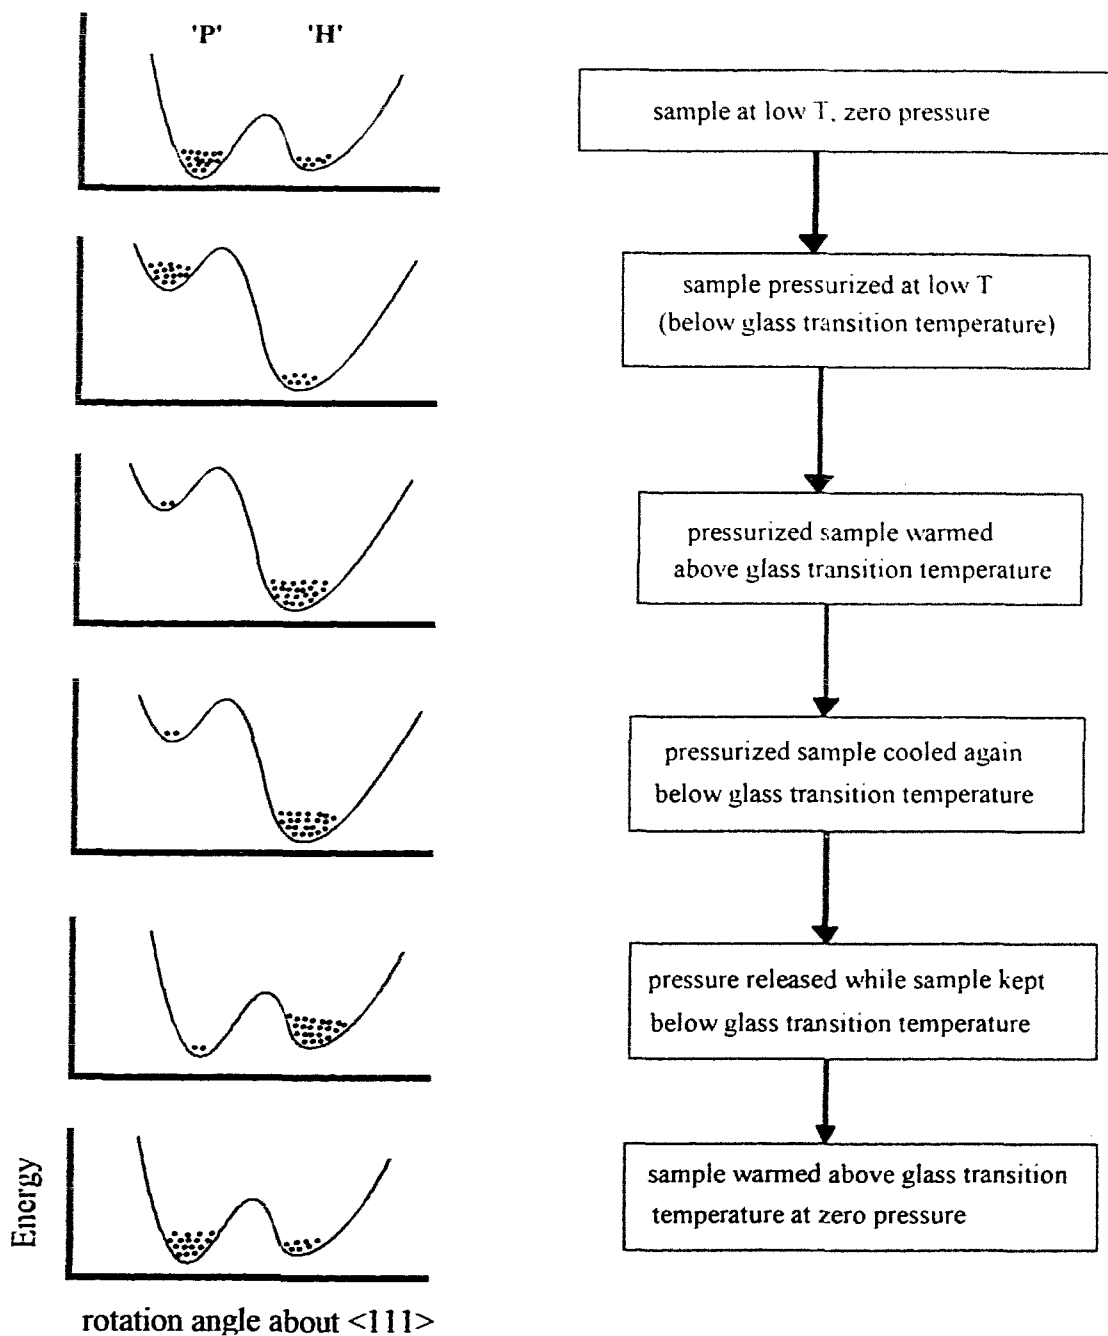 'P' 'H'
sample at low T, zero pressure
sample pressurized at low T
(below glass transition temperature)
pressurized sample warmed
above glass transition temperature
pressurized sample cooled again
below glass transition temperature
pressure released while sample kept
below glass transition temperature
sample warmed above glass transition
temperature at zero pressure
Energy
rotation angle about <111>